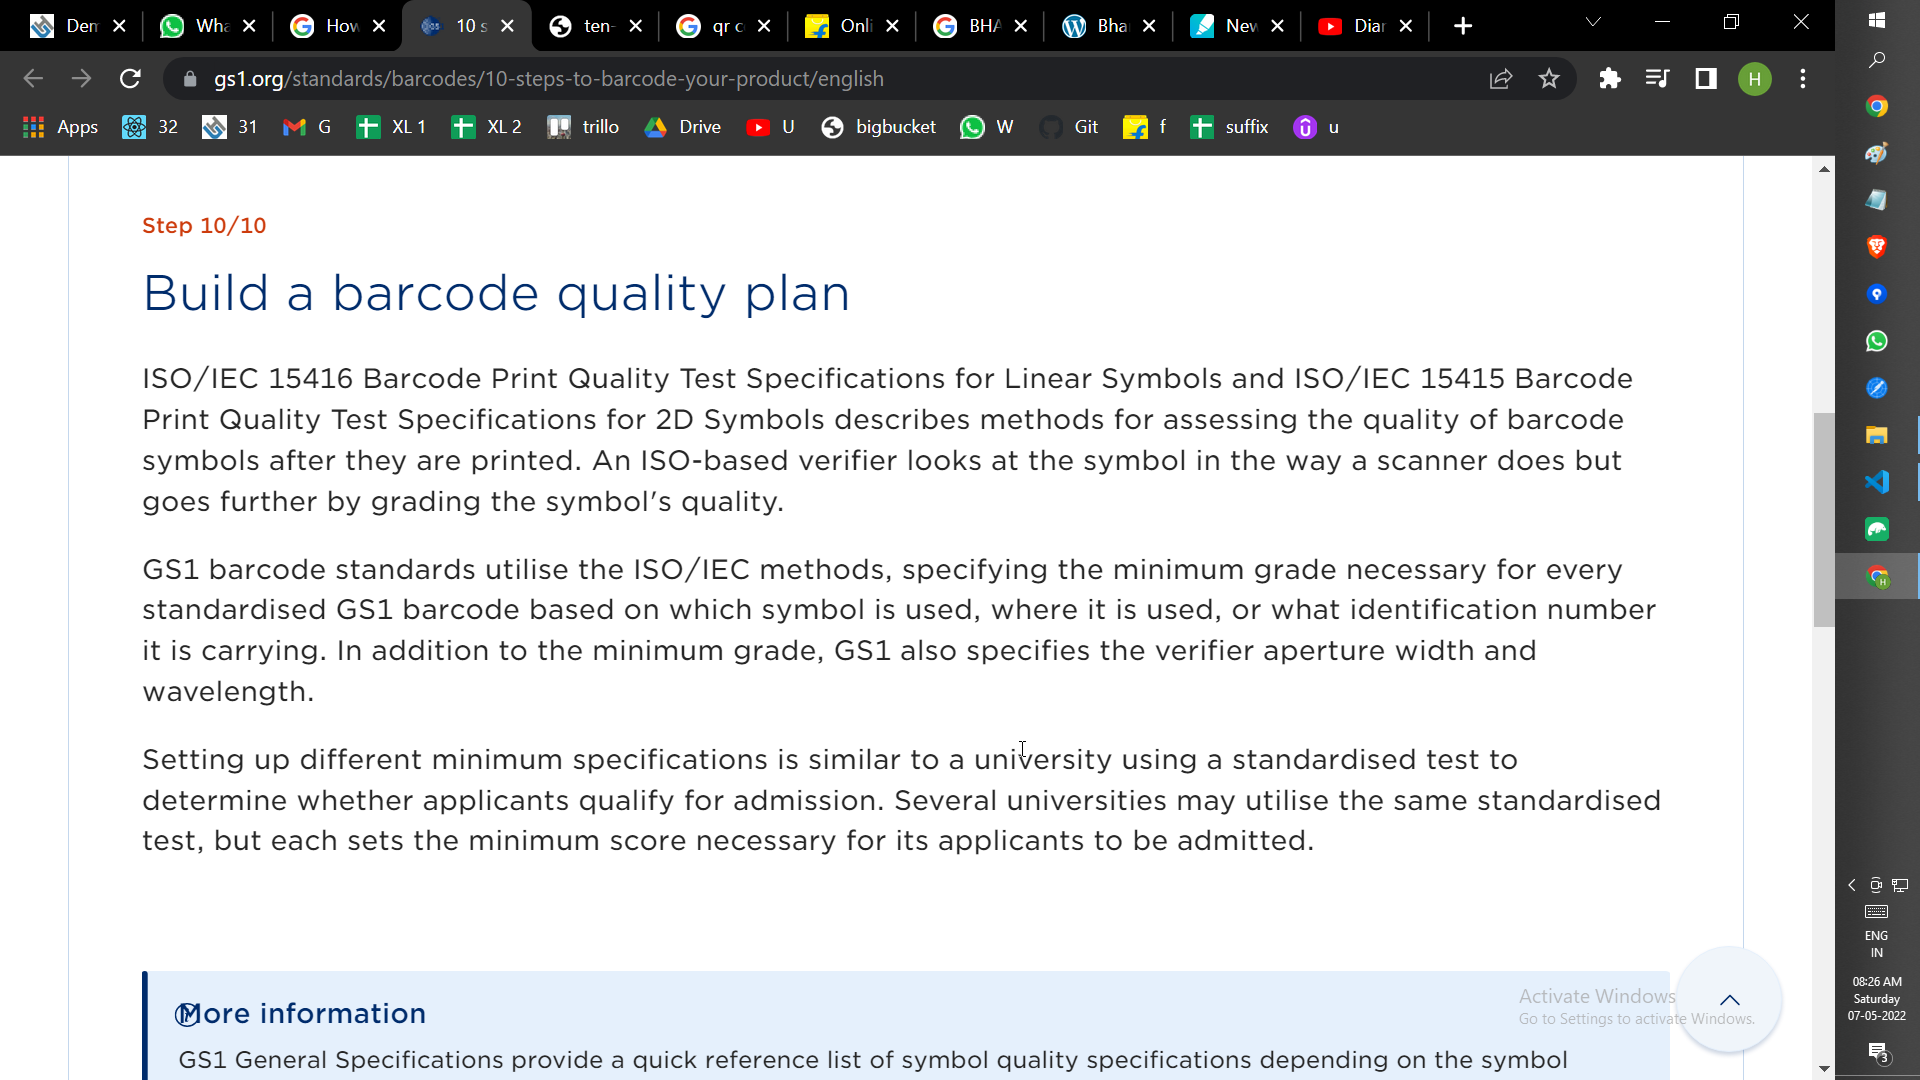 Dem
Wha
How
10 s
ten-
qr c
Onli
BHA
Bha
New
Diar
gs1.org/standards/barcodes/10-steps-to-barcode-your-product/english
H
Apps 32 31 G XL 1 XL 2 trillo Drive U bigbucket W Git f suffix u
Step 10/10
Build a barcode quality plan
ISO/IEC 15416 Barcode Print Quality Test Specifications for Linear Symbols and ISO/IEC 15415 Barcode
Print Quality Test Specifications for 2D Symbols describes methods for assessing the quality of barcode
symbols after they are printed. An ISO-based verifier looks at the symbol in the way a scanner does but
goes further by grading the symbol's quality.
GS1 barcode standards utilise the ISO/IEC methods, specifying the minimum grade necessary for every
standardised GS1 barcode based on which symbol is used, where it is used, or what identification number
it is carrying. In addition to the minimum grade, GS1 also specifies the verifier aperture width and
wavelength.
Setting up different minimum specifications is similar to a university using a standardised test to
determine whether applicants qualify for admission. Several universities may utilise the same standardised
test, but each sets the minimum score necessary for its applicants to be admitted.
More information
GS1 General Specifications provide a quick reference list of symbol quality specifications depending on the symbol
Activate Windows
Go to Settings to activate Windows.
ENG
IN
08:26 AM
Saturday
07-05-2022
3